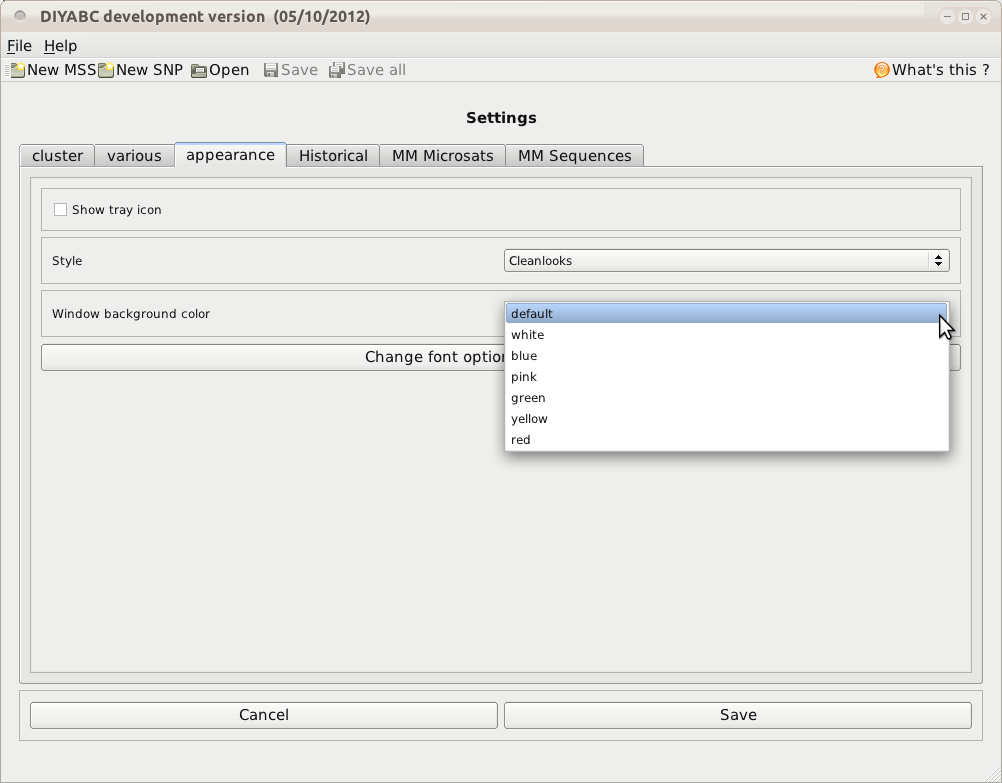 DIYABC development version (05/10/2012)
File Help
New MSS New SNP Open Save Save all What's this ?
Settings
cluster various appearance Historical MM Microsats MM Sequences
Show tray icon
Style Cleanlooks
Window background color default
white
blue
Change font
pink
green
yellow
red
Cancel Save